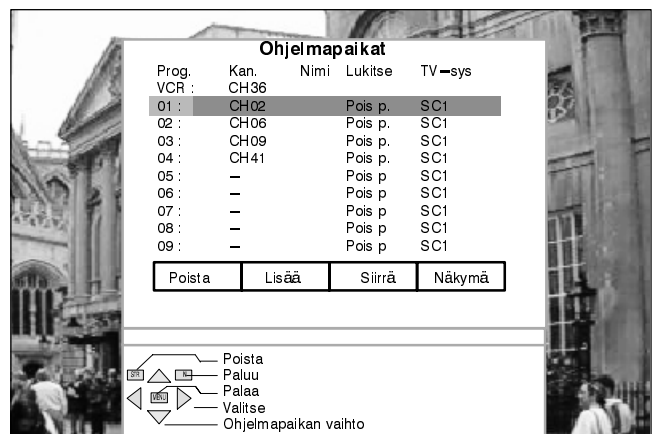 Ohjelmapaikat
Prog. Kan. Nimi Lukitse TV–sys
VCR : CH36
01 : CH02 Pois p. SC1
02 : CH06 Pois p. SC1
03 : CH09 Pois p. SC1
04 : CH41 Pois p. SC1
05 : – Pois p SC1
06 : – Pois p SC1
07 : – Pois p SC1
08 : – Pois p SC1
09 : – Pois p SC1
Poista Lisää Siirrä Näkymä
Poista
STR N Paluu
MENU Palaa
Valitse
Ohjelmapaikan vaihto